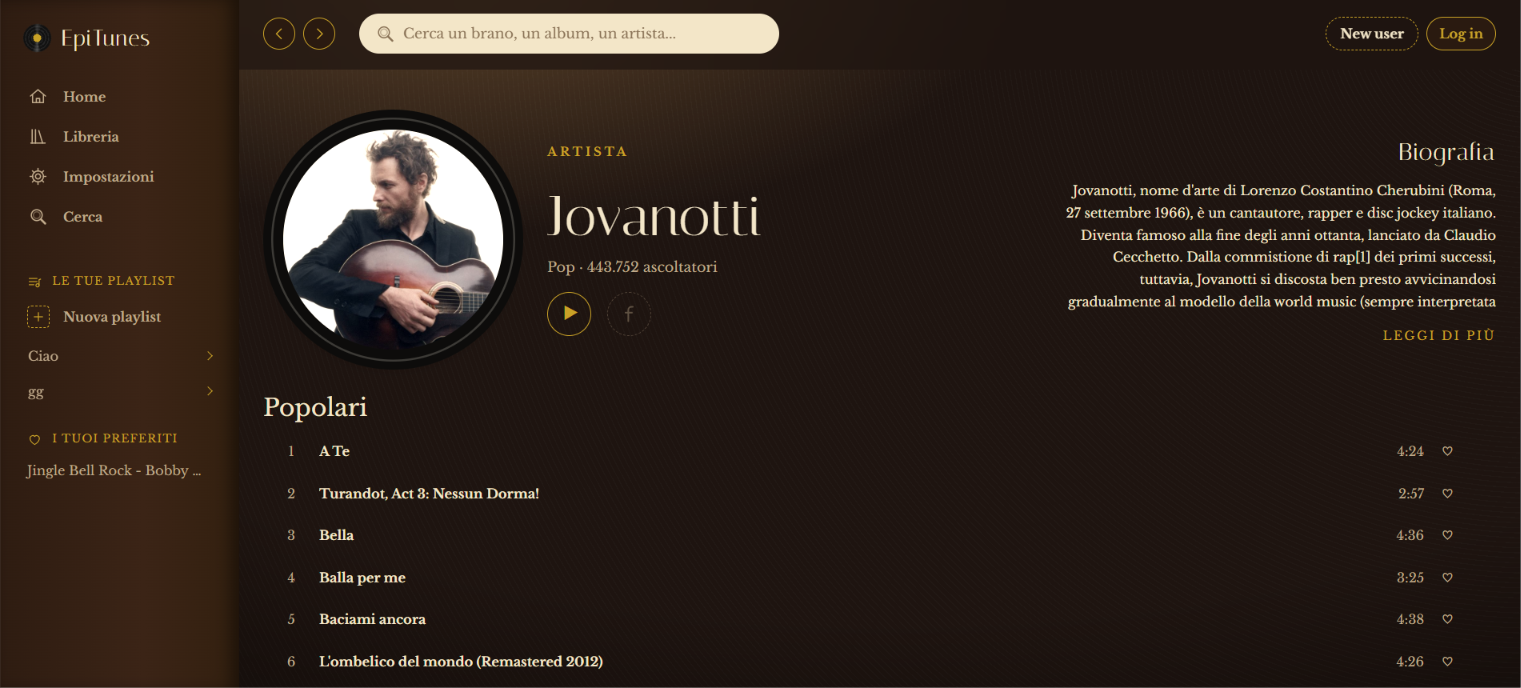 EpiTunes
Home
Libreria
Impostazioni
Cerca
LE TUE PLAYLIST
Nuova playlist
Ciao
gg
I TUOI PREFERITI
Jingle Bell Rock - Bobby ...
Cerca un brano, un album, un artista...
New user
Log in
ARTISTA
Jovanotti
Pop · 443.752 ascoltatori
Biografia
Jovanotti, nome d'arte di Lorenzo Costantino Cherubini (Roma,
27 settembre 1966), è un cantautore, rapper e disc jockey italiano.
Diventa famoso alla fine degli anni ottanta, lanciato da Claudio
Cecchetto. Dalla commistione di rap[1] dei primi successi,
tuttavia, Jovanotti si discosta ben presto avvicinandosi
gradualmente al modello della world music (sempre interpretata
LEGGI DI PIÙ
Popolari
1 A Te 4:24
2 Turandot, Act 3: Nessun Dorma! 2:57
3 Bella 4:36
4 Balla per me 3:25
5 Baciami ancora 4:38
6 L'ombelico del mondo (Remastered 2012) 4:26